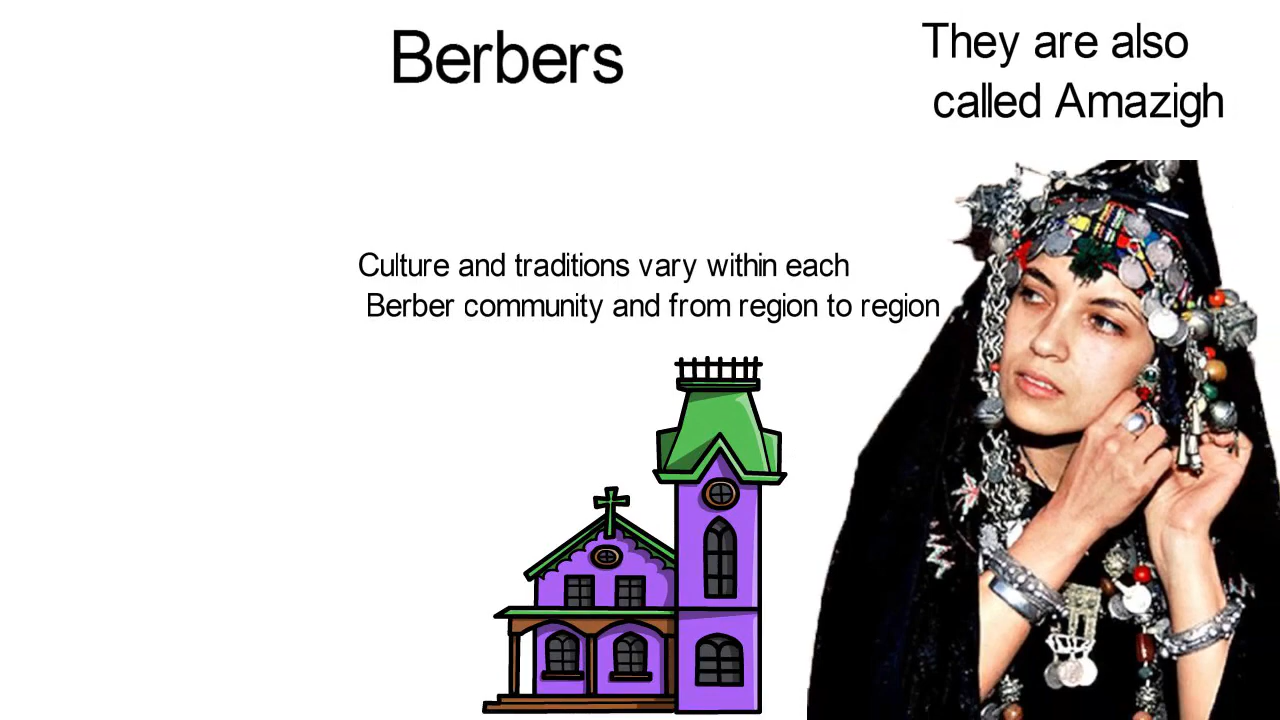 Berbers
They are also
called Amazigh
Culture and traditions vary within each
Berber community and from region to region